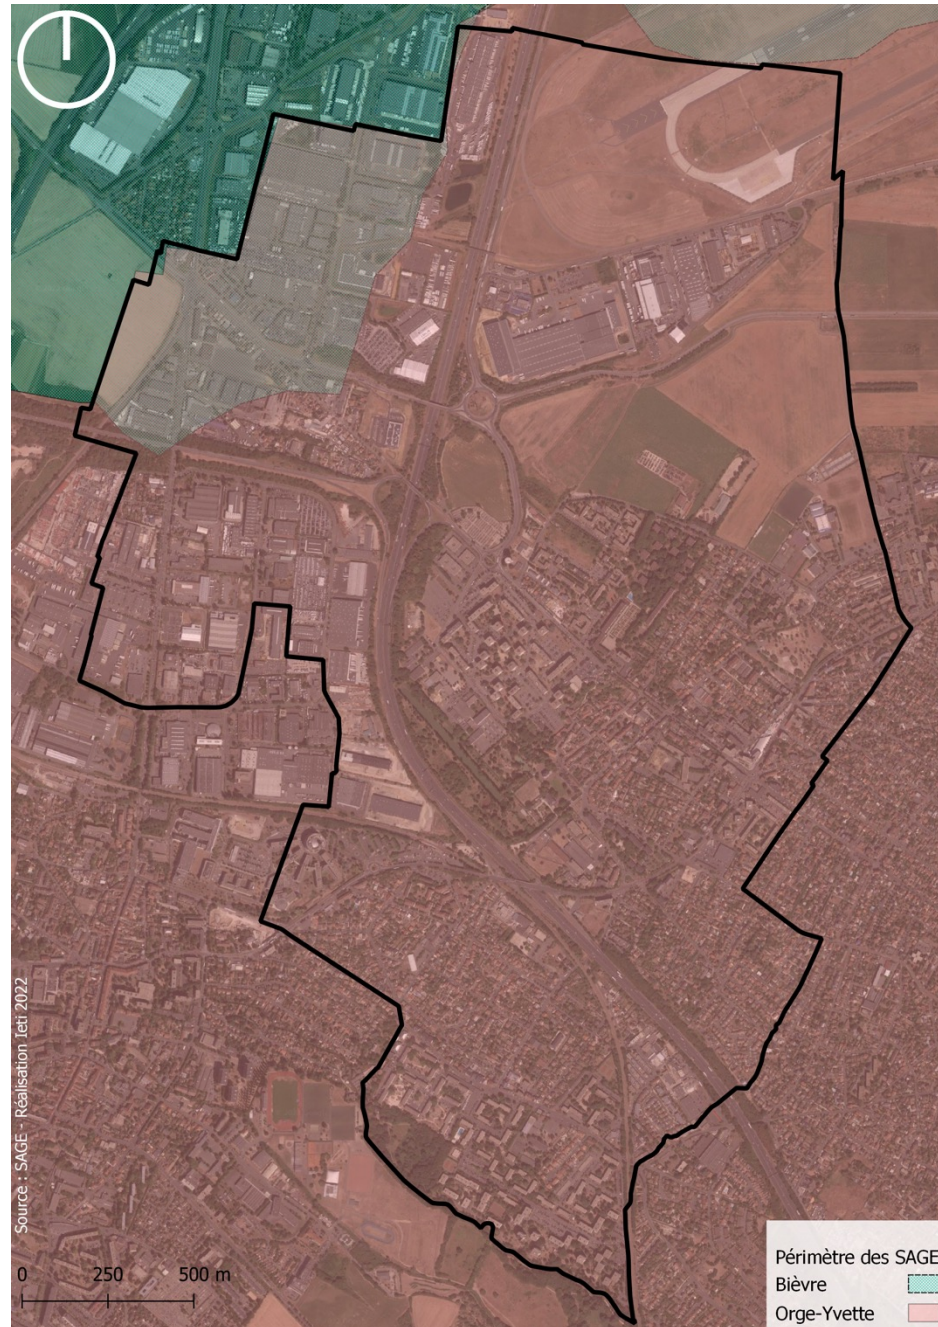 Source : SAGE - Réalisation Ieti 2022
0 250 500 m
Périmètre des SAGE
Bièvre
Orge-Yvette